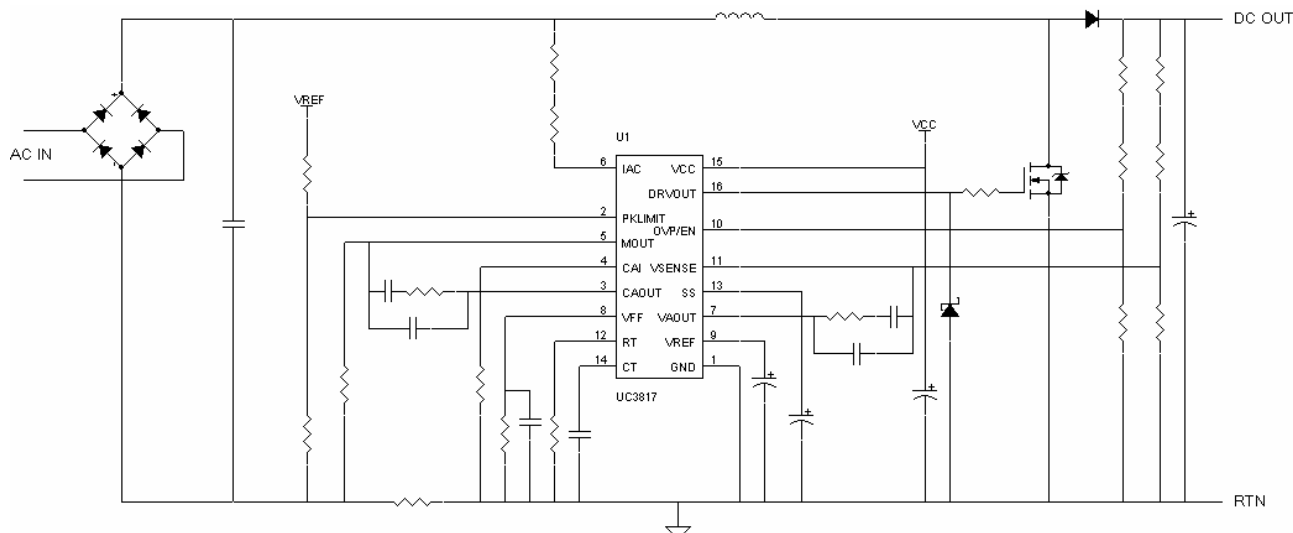 DC OUT
VREF
VCC
U1
AC IN
+
-
6 IAC VCC 15
DRVOUT 16
2 PKLIMIT
OVP/EN 10
5 MOUT
4 CAI VSENSE 11
3 CAOUT SS 13
8 VFF VAOUT 7
12 RT VREF 9
14 CT GND 1
UC3817
+
+
+
+
RTN